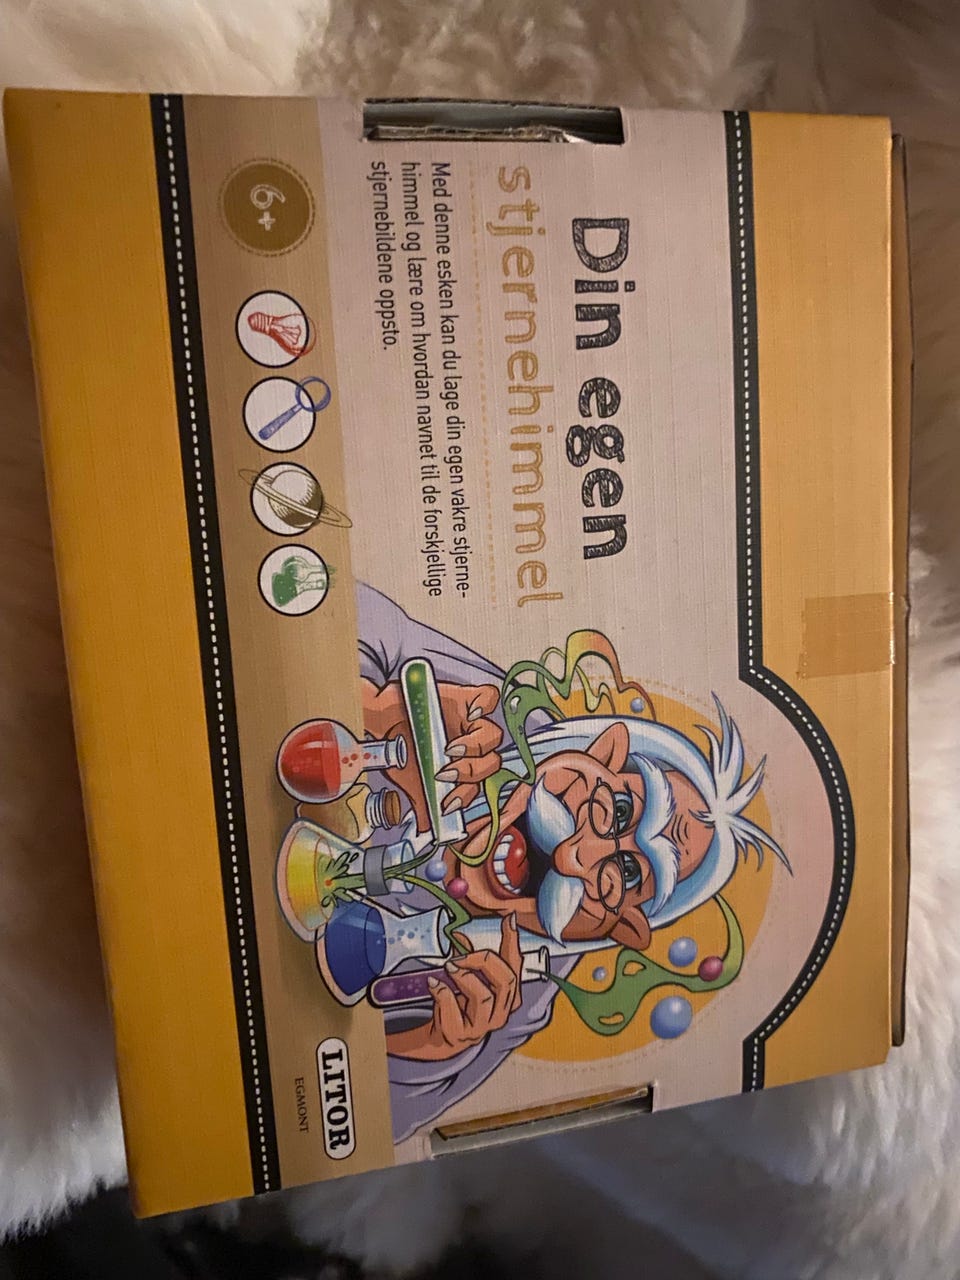 Din egen
stjernehimmel
Med denne esken kan du lage din egen vakre stjerne-
himmel og lære om hvordan navnet til de forskjellige
stjernebildene oppsto.
6+
LITOR
EGMONT